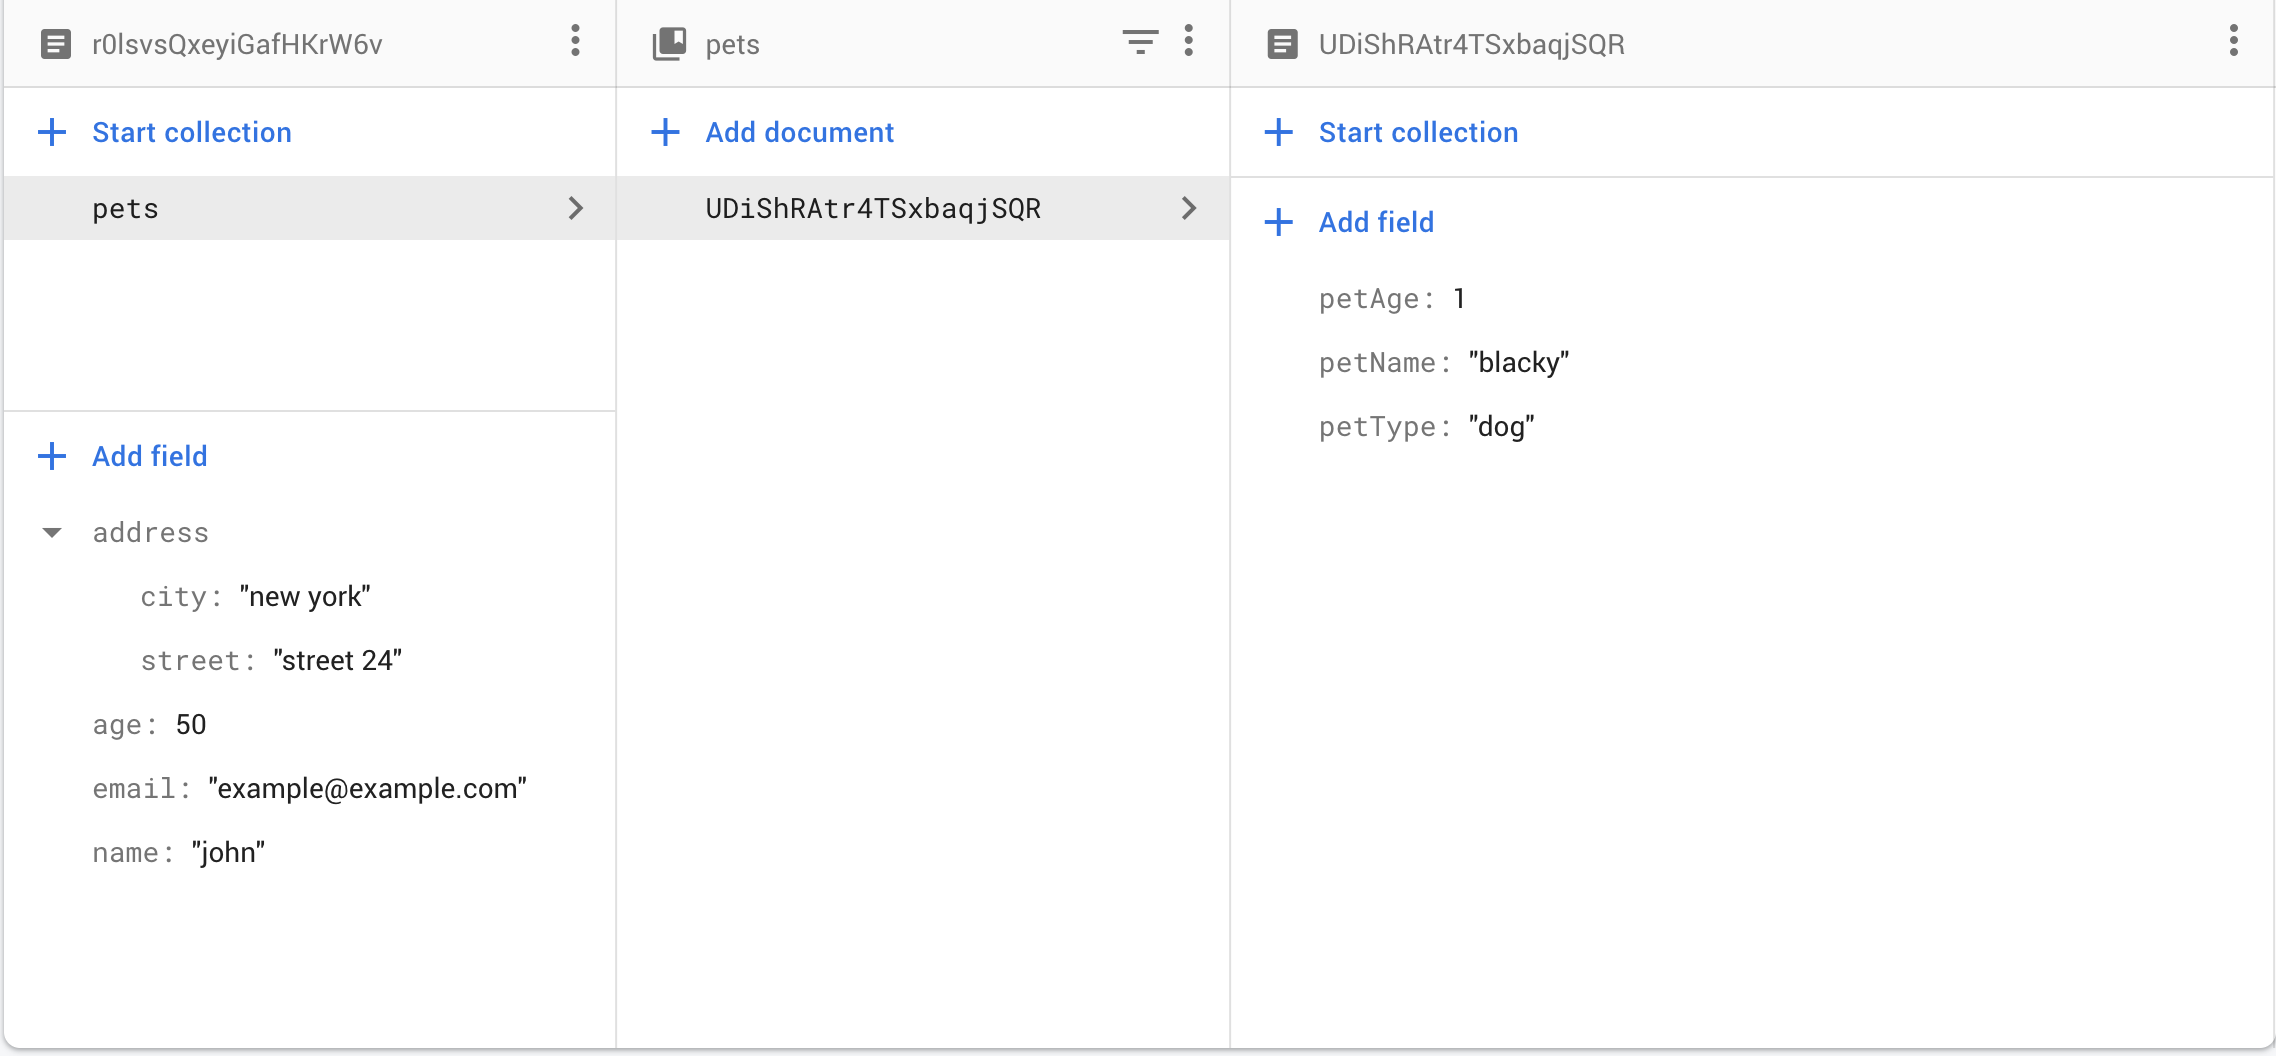 r0lsvsQxeyiGafHKrW6v
Start collection
pets
Add field
address
city: "new york"
street: "street 24"
age: 50
email: "example@example.com"
name: "john"
pets
Add document
UDiShRAtr4TSxbaqjSQR
UDiShRAtr4TSxbaqjSQR
Start collection
Add field
petAge: 1
petName: "blacky"
petType: "dog"